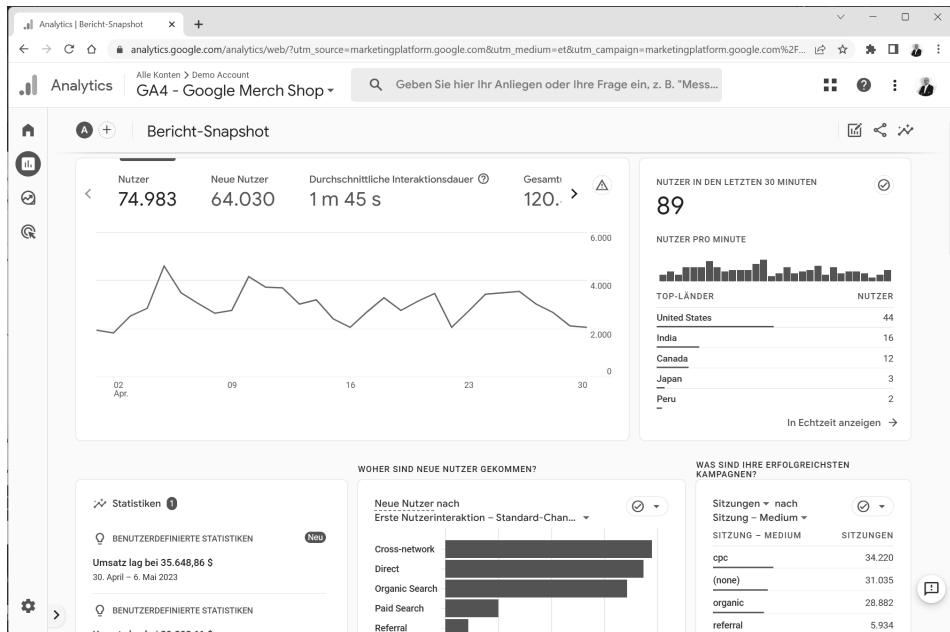 Analytics | Bericht-Snapshot
analytics.google.com/analytics/web/?utm_source=marketingplatform.google.com&utm_medium=et&utm_campaign=marketingplatform.google.com%2F...
Analytics
Alle Konten > Demo Account
GA4 - Google Merch Shop
Geben Sie hier Ihr Anliegen oder Ihre Frage ein, z. B. "Mess...
A
Bericht-Snapshot
Nutzer
74.983
Neue Nutzer
64.030
Durchschnittliche Interaktionsdauer
1 m 45 s
Gesamt
120.
6.000
4.000
2.000
0
02
Apr.
09
16
23
30
NUTZER IN DEN LETZTEN 30 MINUTEN
89
NUTZER PRO MINUTE
TOP-LÄNDER NUTZER
United States 44
India 16
Canada 12
Japan 3
Peru 2
In Echtzeit anzeigen
Statistiken 1
BENUTZERDEFINIERTE STATISTIKEN Neu
Umsatz lag bei 35.648,86 $
30. April – 6. Mai 2023
BENUTZERDEFINIERTE STATISTIKEN
WOHER SIND NEUE NUTZER GEKOMMEN?
Neue Nutzer nach
Erste Nutzerinteraktion – Standard-Chan...
Cross-network
Direct
Organic Search
Paid Search
Referral
WAS SIND IHRE ERFOLGREICHSTEN
KAMPAGNEN?
Sitzungen nach
Sitzung – Medium
SITZUNG – MEDIUM SITZUNGEN
cpc 34.220
(none) 31.035
organic 28.882
referral 5.934